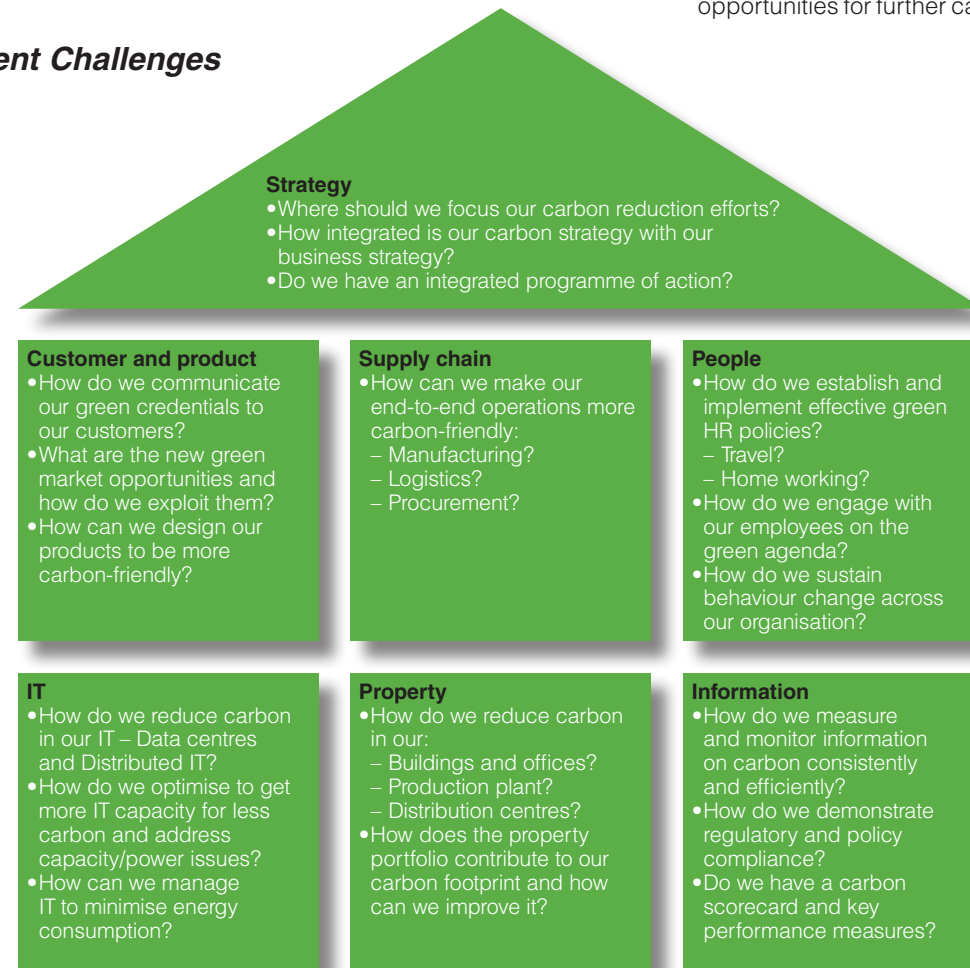 opportunities for further ca
ent Challenges
Strategy
•Where should we focus our carbon reduction efforts?
•How integrated is our carbon strategy with our
business strategy?
•Do we have an integrated programme of action?
Customer and product
•How do we communicate
our green credentials to
our customers?
•What are the new green
market opportunities and
how do we exploit them?
•How can we design our
products to be more
carbon-friendly?
Supply chain
•How can we make our
end-to-end operations more
carbon-friendly:
– Manufacturing?
– Logistics?
– Procurement?
People
•How do we establish and
implement effective green
HR policies?
– Travel?
– Home working?
•How do we engage with
our employees on the
green agenda?
•How do we sustain
behaviour change across
our organisation?
IT
•How do we reduce carbon
in our IT – Data centres
and Distributed IT?
•How do we optimise to get
more IT capacity for less
carbon and address
capacity/power issues?
•How can we manage
IT to minimise energy
consumption?
Property
•How do we reduce carbon
in our:
– Buildings and offices?
– Production plant?
– Distribution centres?
•How does the property
portfolio contribute to our
carbon footprint and how
can we improve it?
Information
•How do we measure
and monitor information
on carbon consistently
and efficiently?
•How do we demonstrate
regulatory and policy
compliance?
•Do we have a carbon
scorecard and key
performance measures?